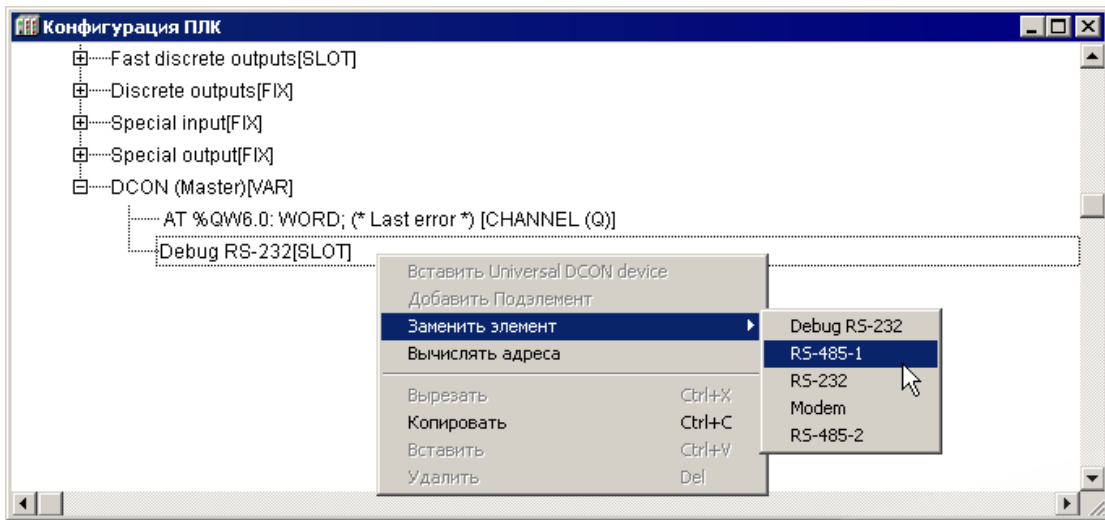 Конфигурация ПЛК
Fast discrete outputs[SLOT]
Discrete outputs[FIX]
Special input[FIX]
Special output[FIX]
DCON (Master)[VAR]
AT %QW6.0: WORD; (* Last error *) [CHANNEL (Q)]
Debug RS-232[SLOT]
Вставить Universal DCON device
Добавить Подэлемент
Заменить элемент
Вычислять адреса
Вырезать Ctrl+X
Копировать Ctrl+C
Вставить Ctrl+V
Удалить Del
Debug RS-232
RS-485-1
RS-232
Modem
RS-485-2